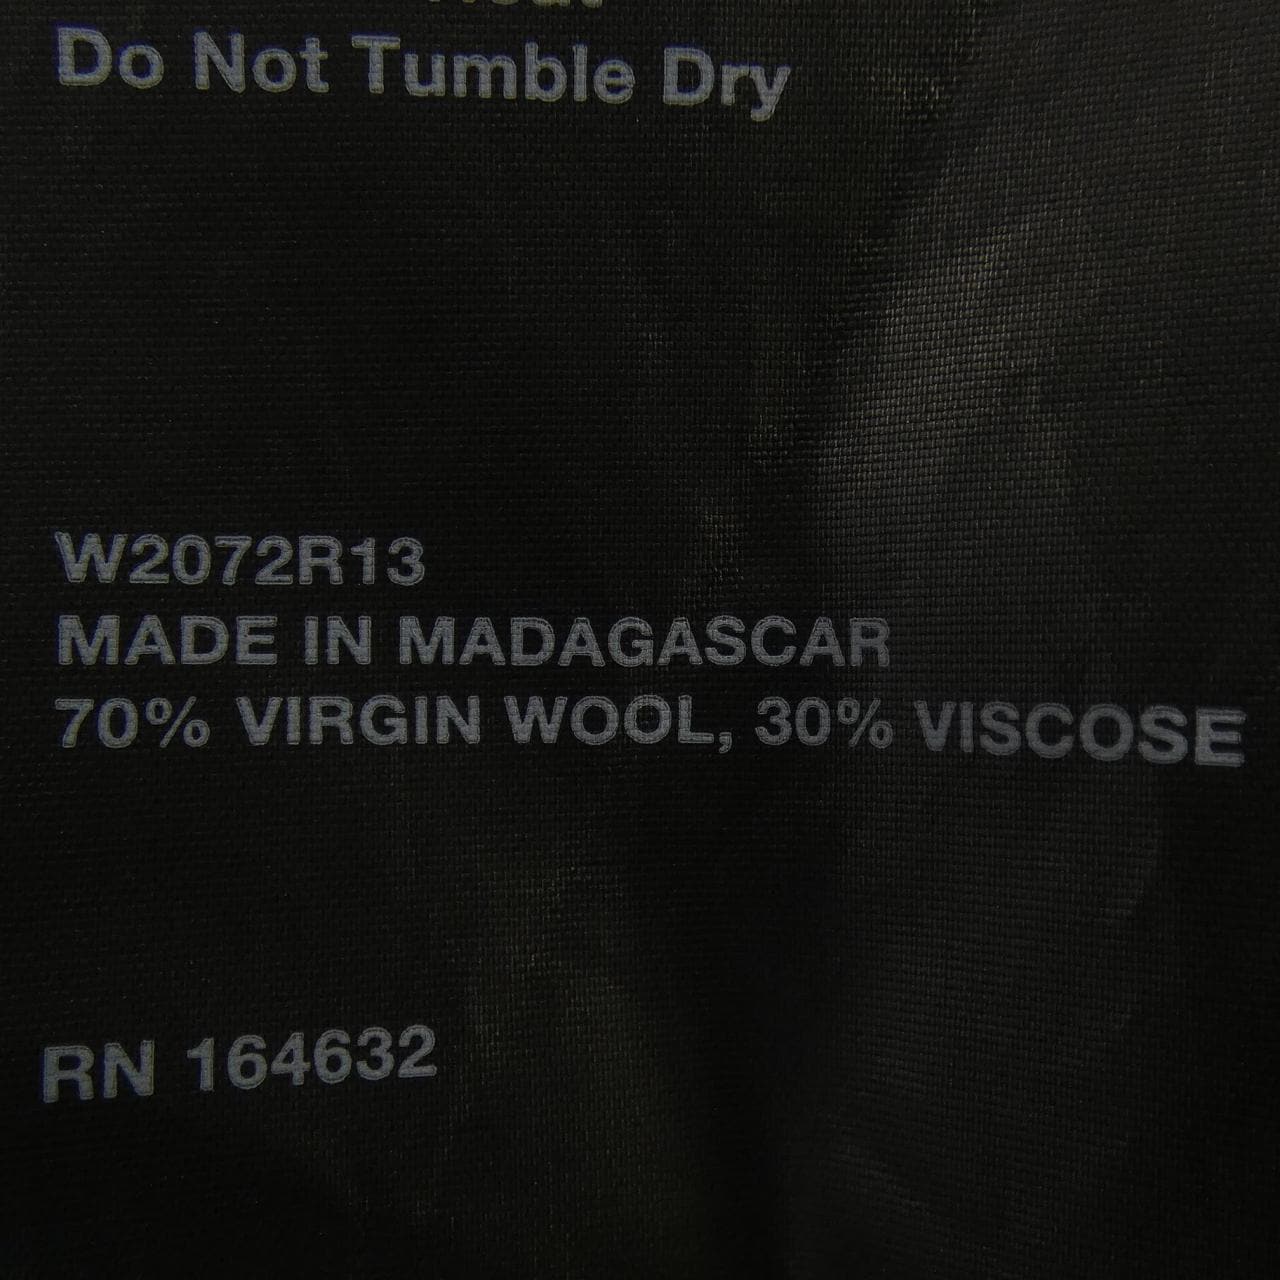 Do Not Tumble Dry
W2072R13
MADE IN MADAGASCAR
70% VIRGIN WOOL, 30% VISCOSE
RN 164632